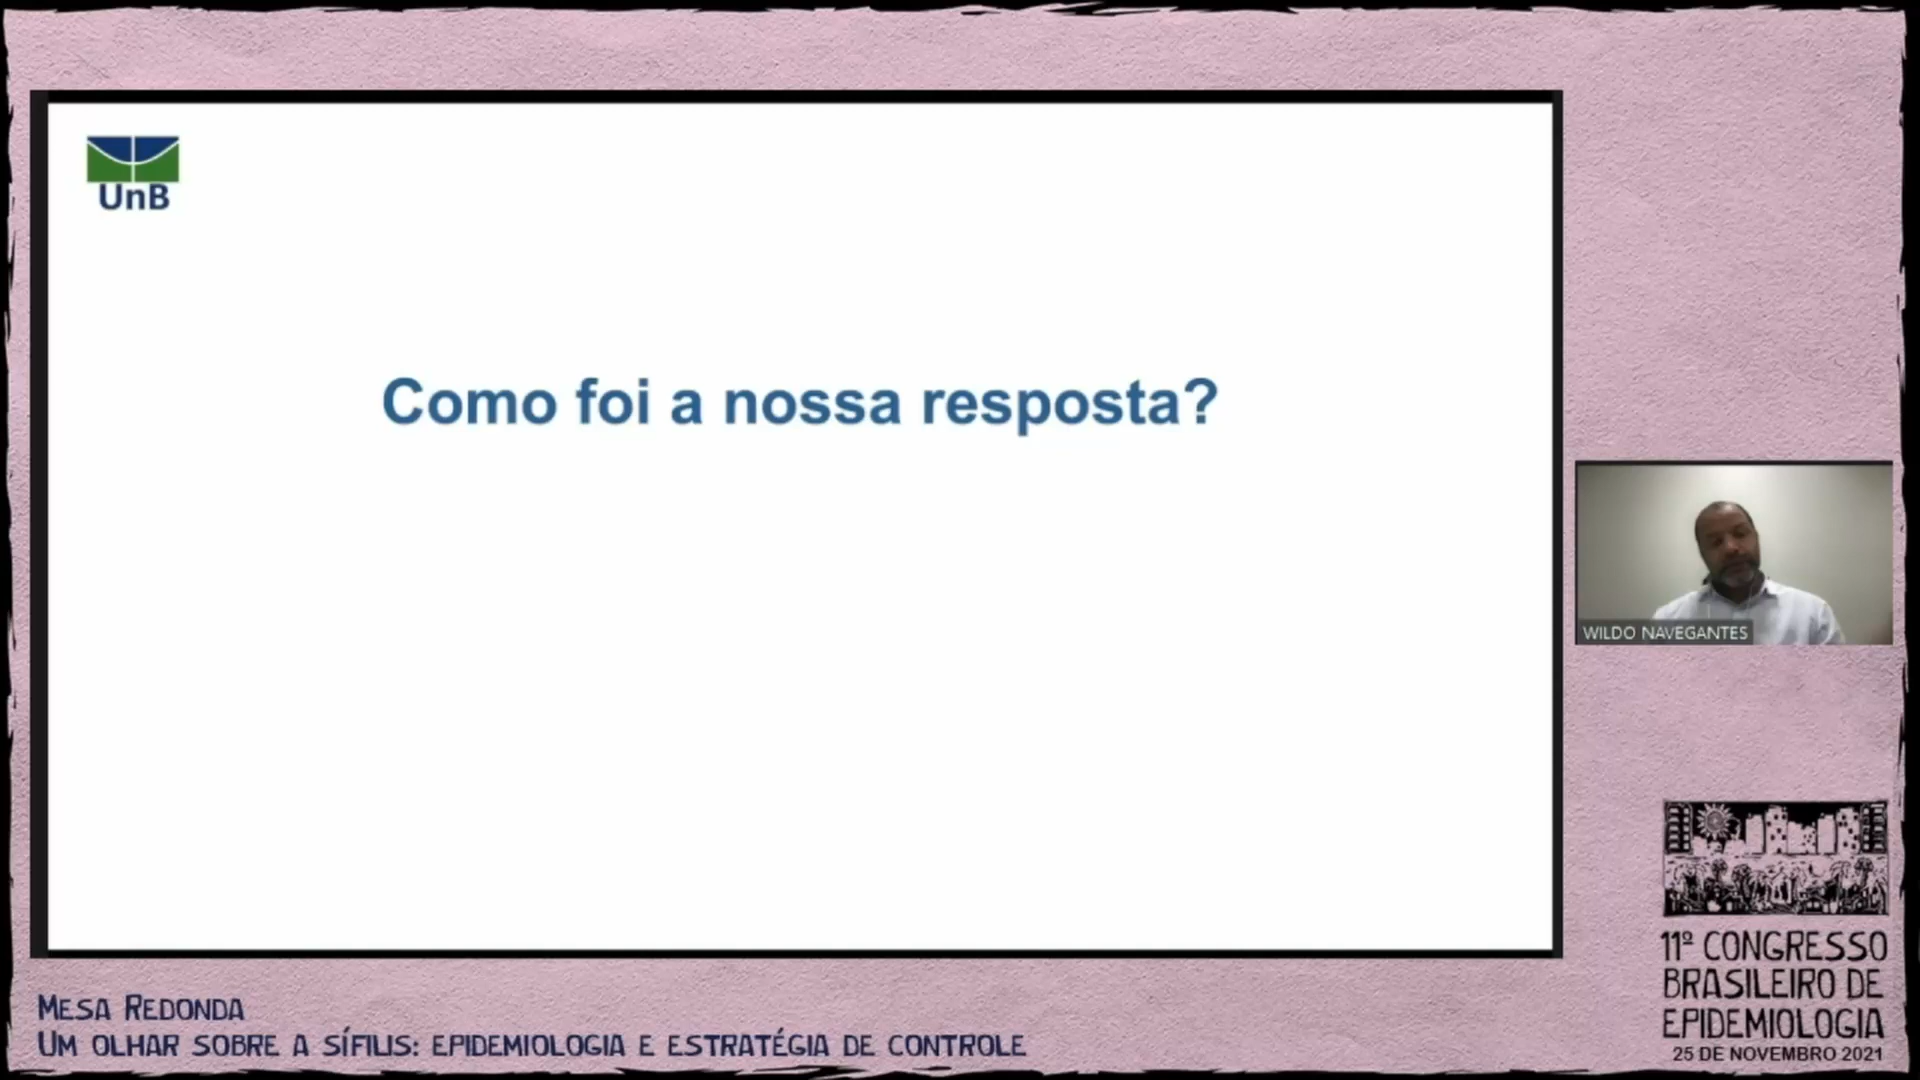 UnB
Como foi a nossa resposta?
WILDO NAVEGANTES
MESA REDONDA
UM OLHAR SOBRE A SÍFILIS: EPIDEMIOLOGIA E ESTRATÉGIA DE CONTROLE
11º CONGRESSO
BRASILEIRO DE
EPIDEMIOLOGIA
25 DE NOVEMBRO 2021